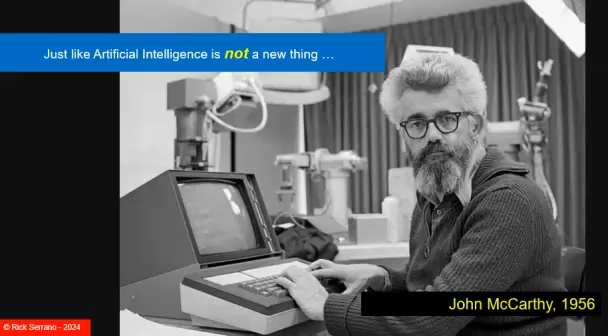 Just like Artificial Intelligence is not a new thing …
John McCarthy, 1956
© Rick Serrano - 2024